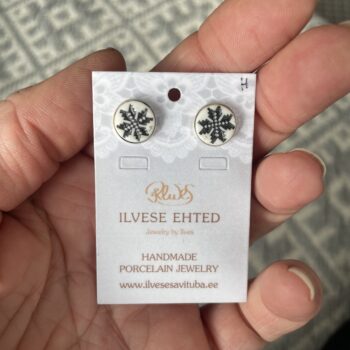 ILVESE EHTED
Jewelry by Ilves
HANDMADE
PORCELAIN JEWELRY
www.ilvesesavituba.ee